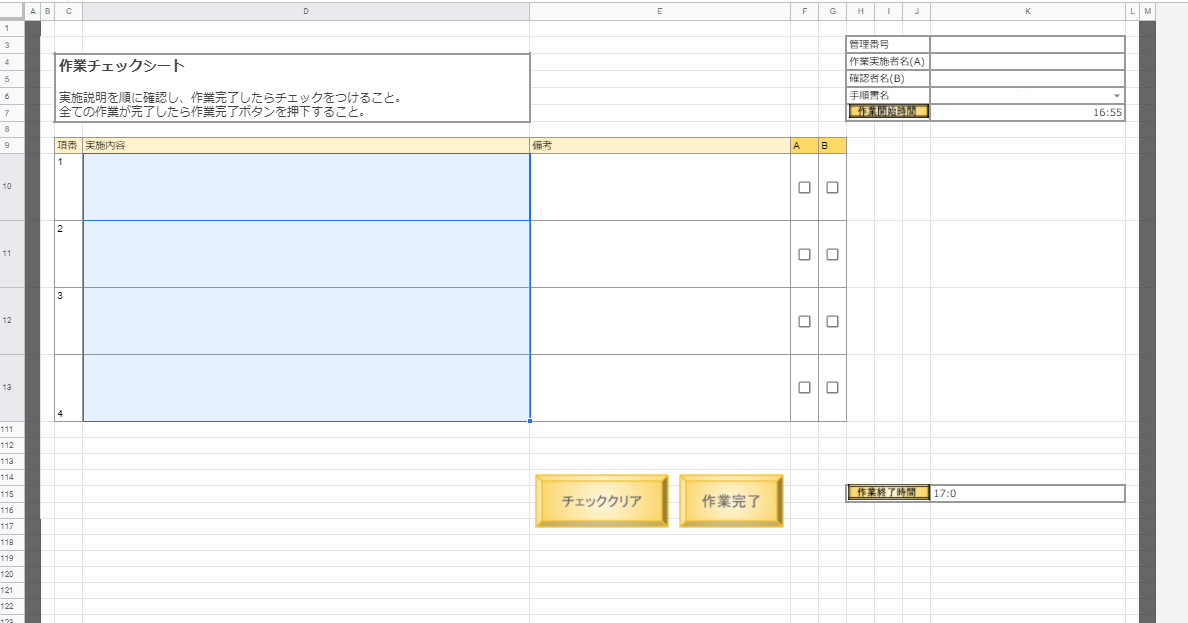 A B C D E F G H I J K L M
1
3 管理番号
4 作業チェックシート 作業実施者名(A)
5 確認者名(B)
6 実施説明を順に確認し、作業完了したらチェックをつけること。 手順書名
7 全ての作業が完了したら作業完了ボタンを押下すること。 作業開始時間 16:55
8
9 項番 実施内容 備考 A B
10 1
11 2
12 3
13 4
111
112
113
114
115 チェッククリア 作業完了 作業終了時間 17:0
116
117
118
119
120
121
122
123